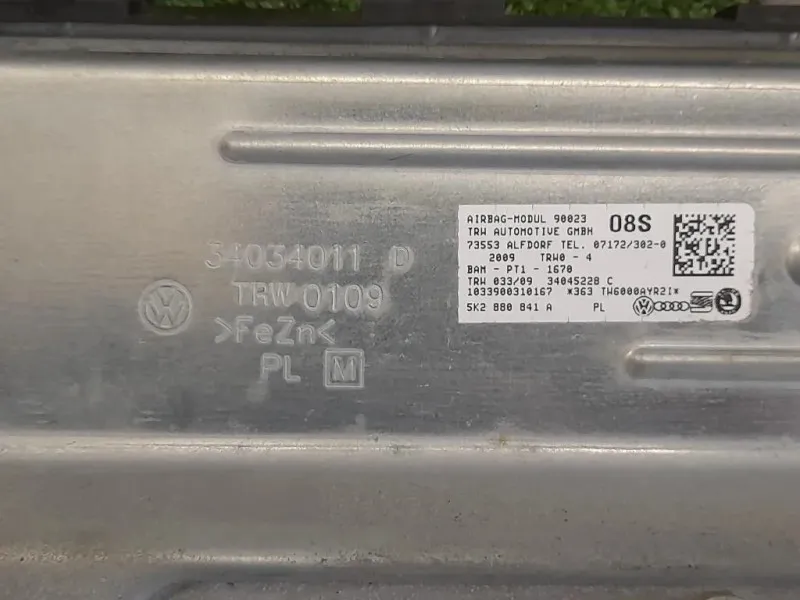 34034011 D
TRW 0109
>FeZn<
PL M
AIRBAG-MODUL 90023
08S
TRW AUTOMOTIVE GMBH
73553 ALFDORF TEL. 07172/302-0
2009 TRW0 - 4
BAM - PT1 - 1670
TRW 033/09 34045228 C
1033900310167 *363 TW6000AYR2I*
5K2 880 841 A PL